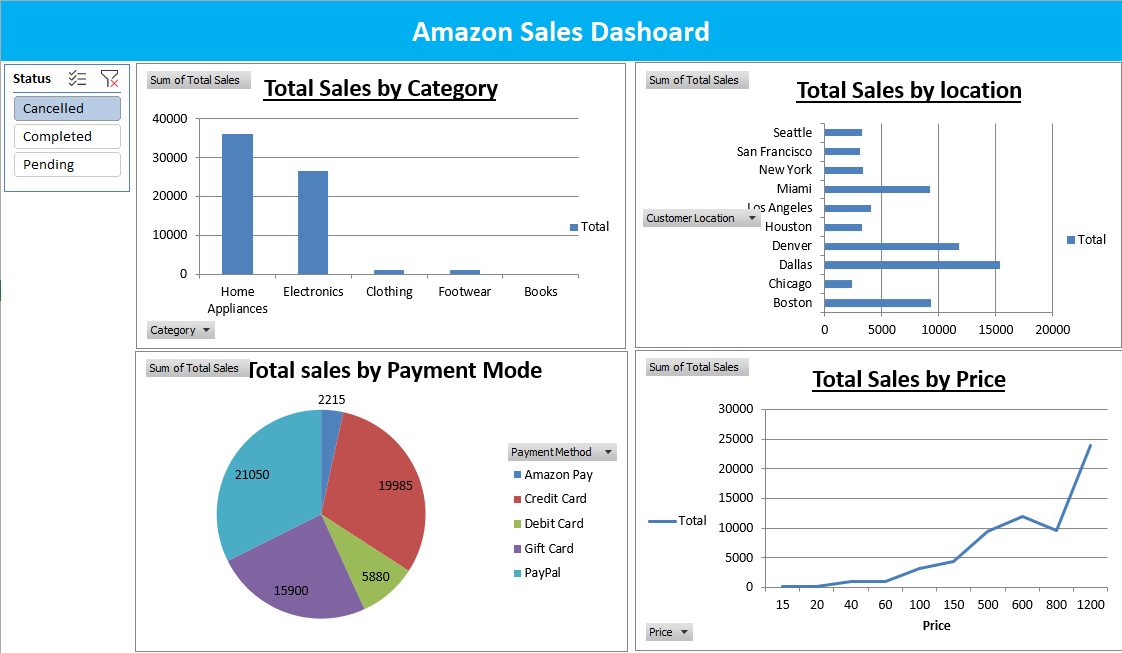 Amazon Sales Dashoard
Status
Cancelled
Completed
Pending
Sum of Total Sales
Total Sales by Category
40000
30000
20000
10000
0
Home Appliances
Electronics
Clothing
Footwear
Books
Total
Category
Sum of Total Sales
Total Sales by location
Seattle
San Francisco
New York
Miami
Los Angeles
Customer Location
Houston
Denver
Dallas
Chicago
Boston
0 5000 10000 15000 20000
Total
Sum of Total Sales
Total sales by Payment Mode
2215
19985
5880
15900
21050
Payment Method
Amazon Pay
Credit Card
Debit Card
Gift Card
PayPal
Sum of Total Sales
Total Sales by Price
30000
25000
20000
15000
10000
5000
0
Total
15 20 40 60 100 150 500 600 800 1200
Price
Price